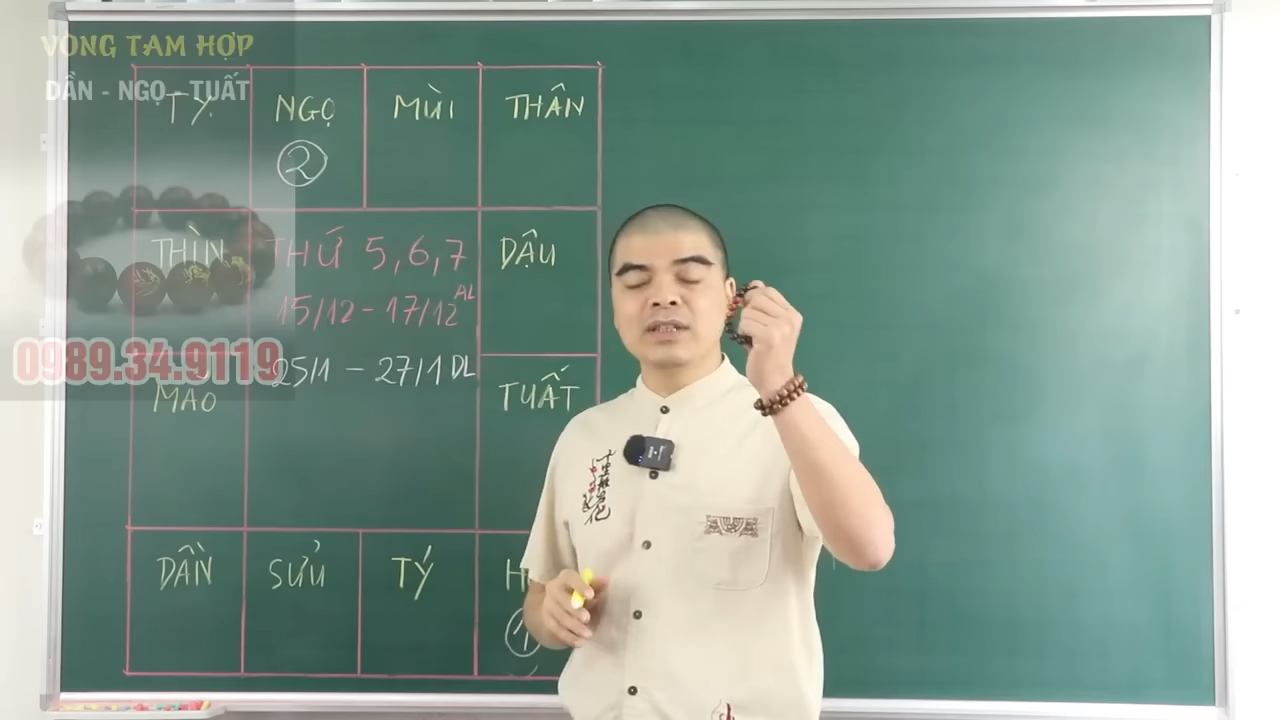 VÒNG TAM HỢP
DẦN - NGỌ - TUẤT
TỴ NGỌ MÙI THÂN
②
THÌN THỨ 5,6,7 DẬU
15/12 - 17/12 AL
0989.34.9119
25/1 - 27/1 DL
MÃO TUẤT
DẦN SỬU TÝ H
①